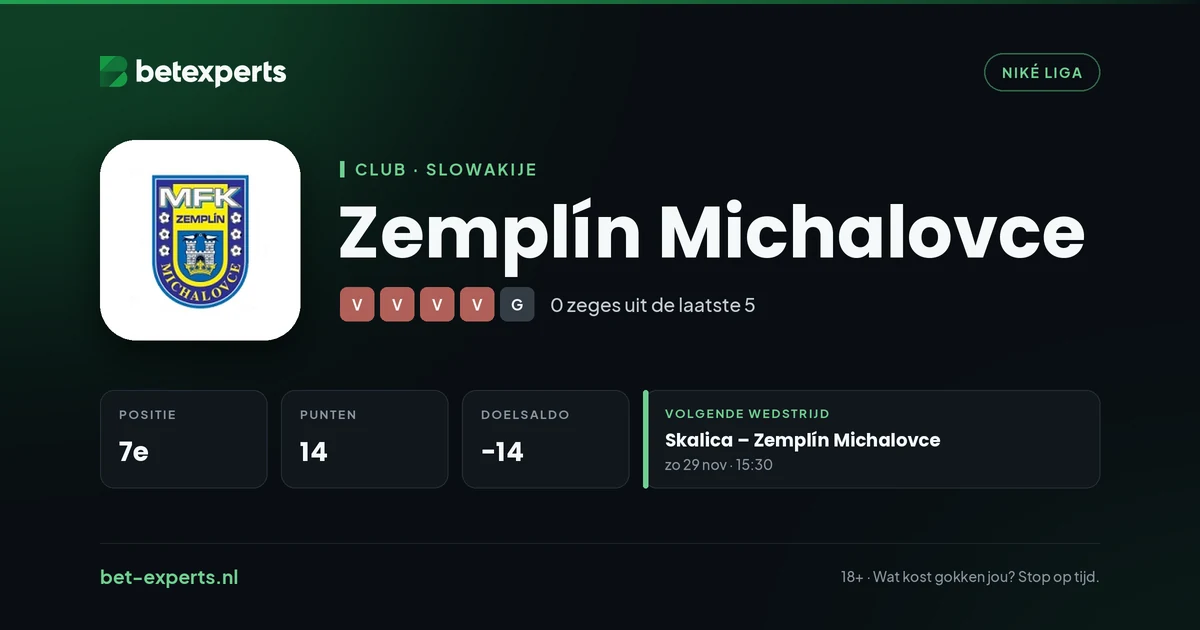 betexperts
NIKÉ LIGA
MFK
ZEMPLÍN
MICHALOVCE
CLUB · SLOWAKIJE
Zemplín Michalovce
V V V V G 0 zeges uit de laatste 5
POSITIE
7e
PUNTEN
14
DOELSALDO
-14
VOLGENDE WEDSTRIJD
Skalica – Zemplín Michalovce
zo 29 nov · 15:30
bet-experts.nl
18+ · Wat kost gokken jou? Stop op tijd.